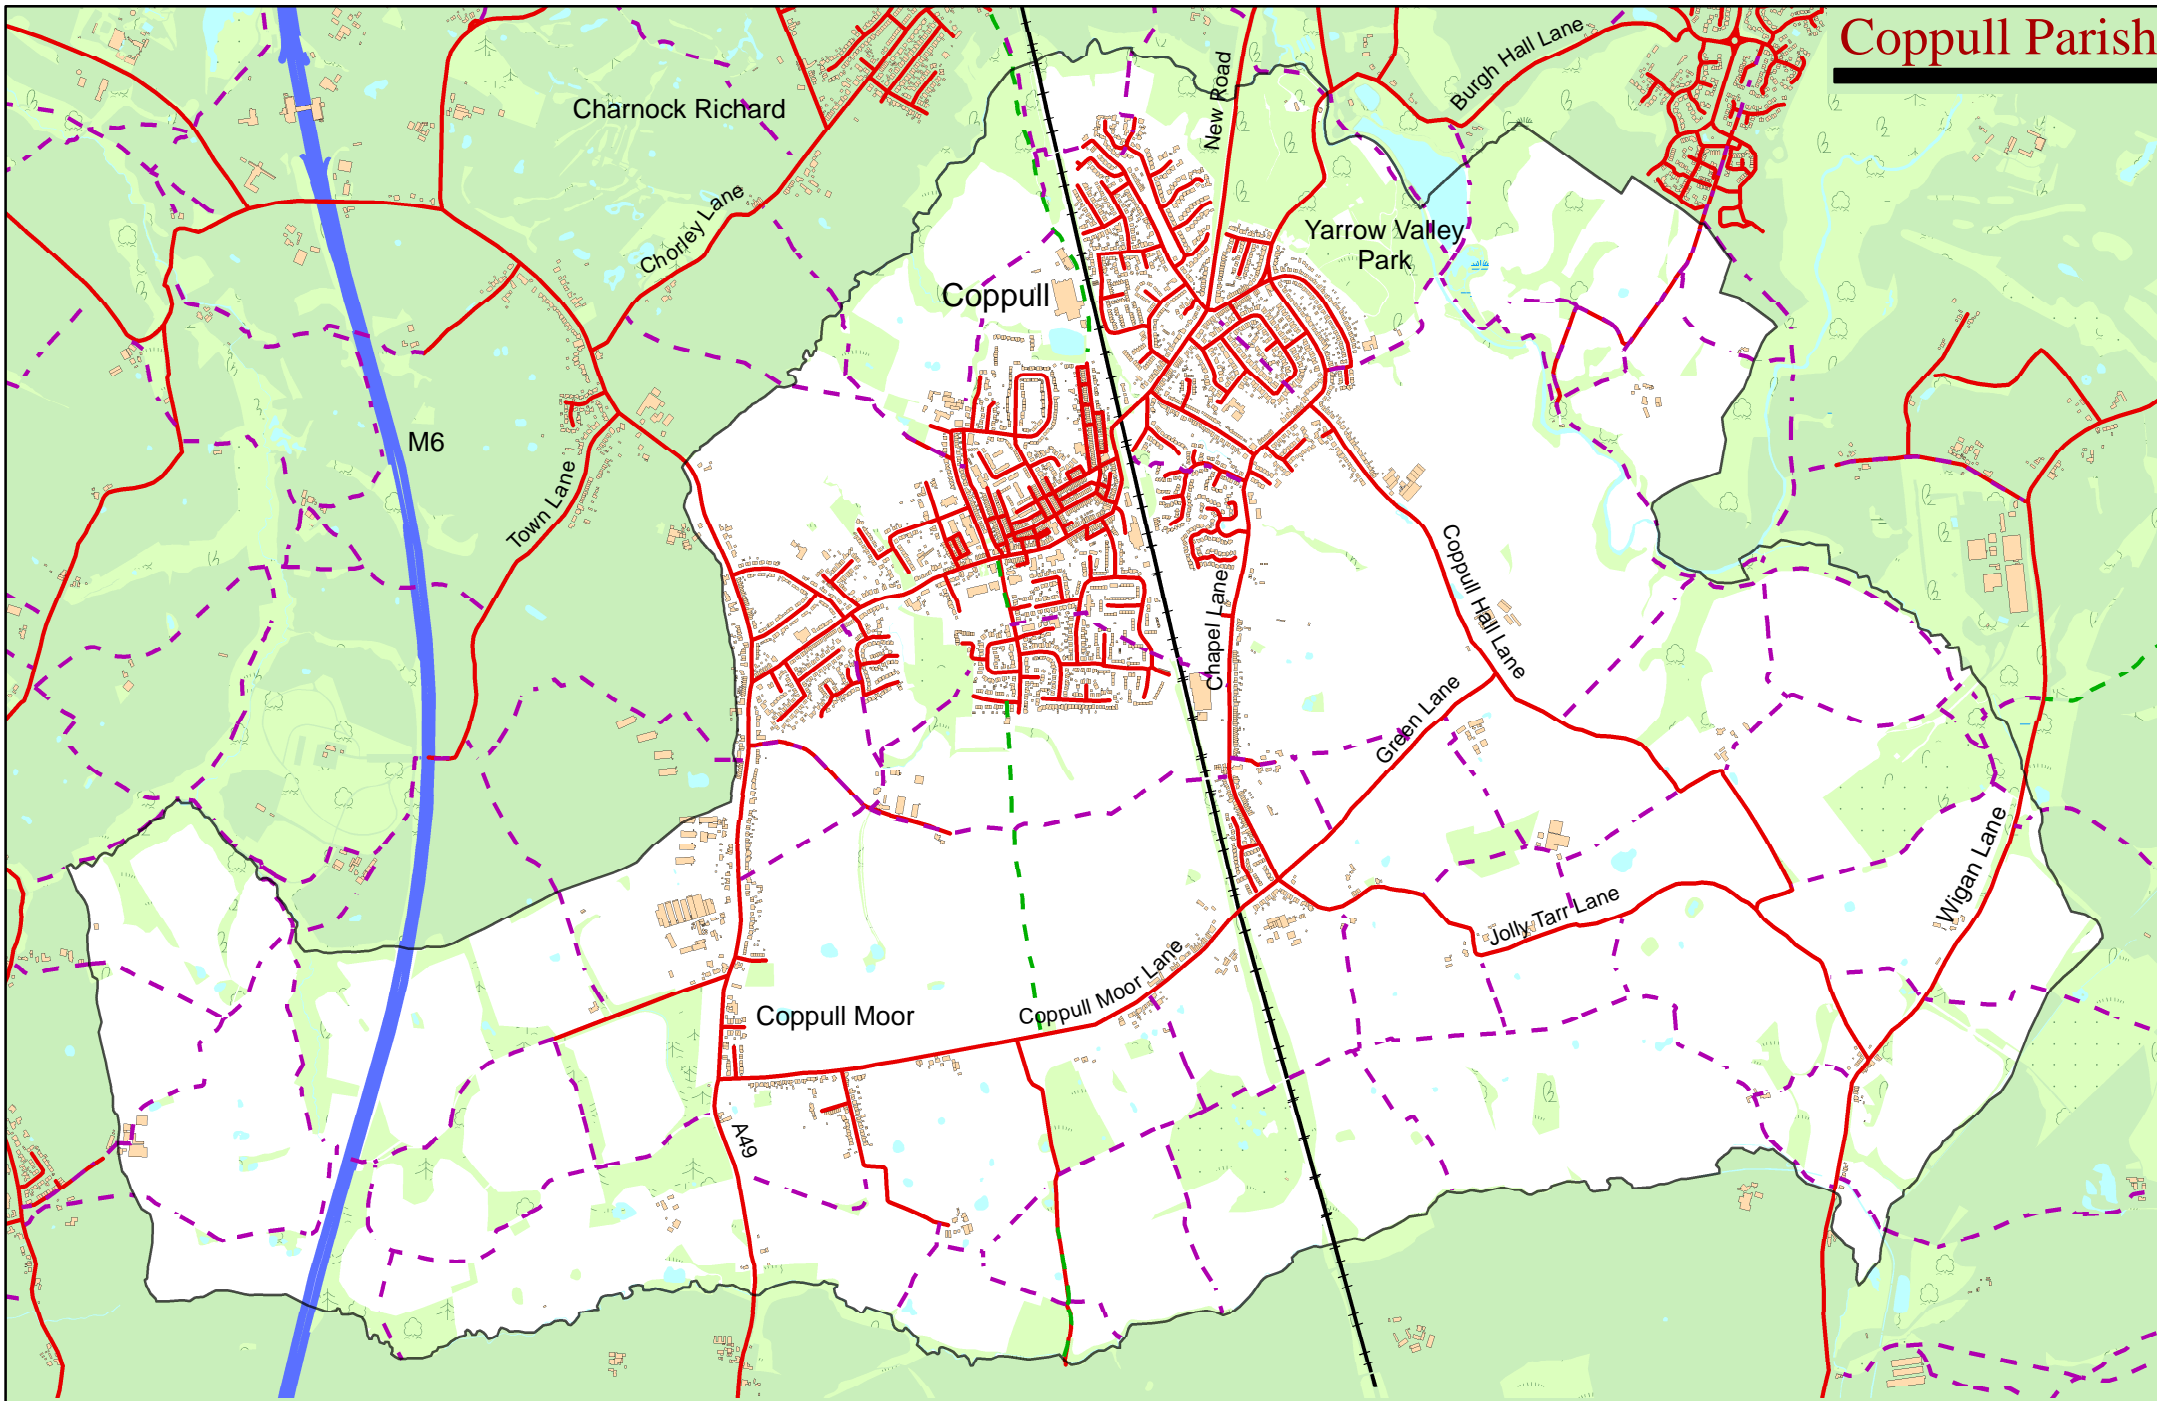 Coppull Parish
Burgh Hall Lane
New Road
Charnock Richard
Chorley Lane
Yarrow Valley
Park
Coppull
M6
Town Lane
Coppull Hall Lane
Chapel Lane
Green Lane
Wigan Lane
Jolly Tarr Lane
Coppull Moor Lane
Coppull Moor
A49